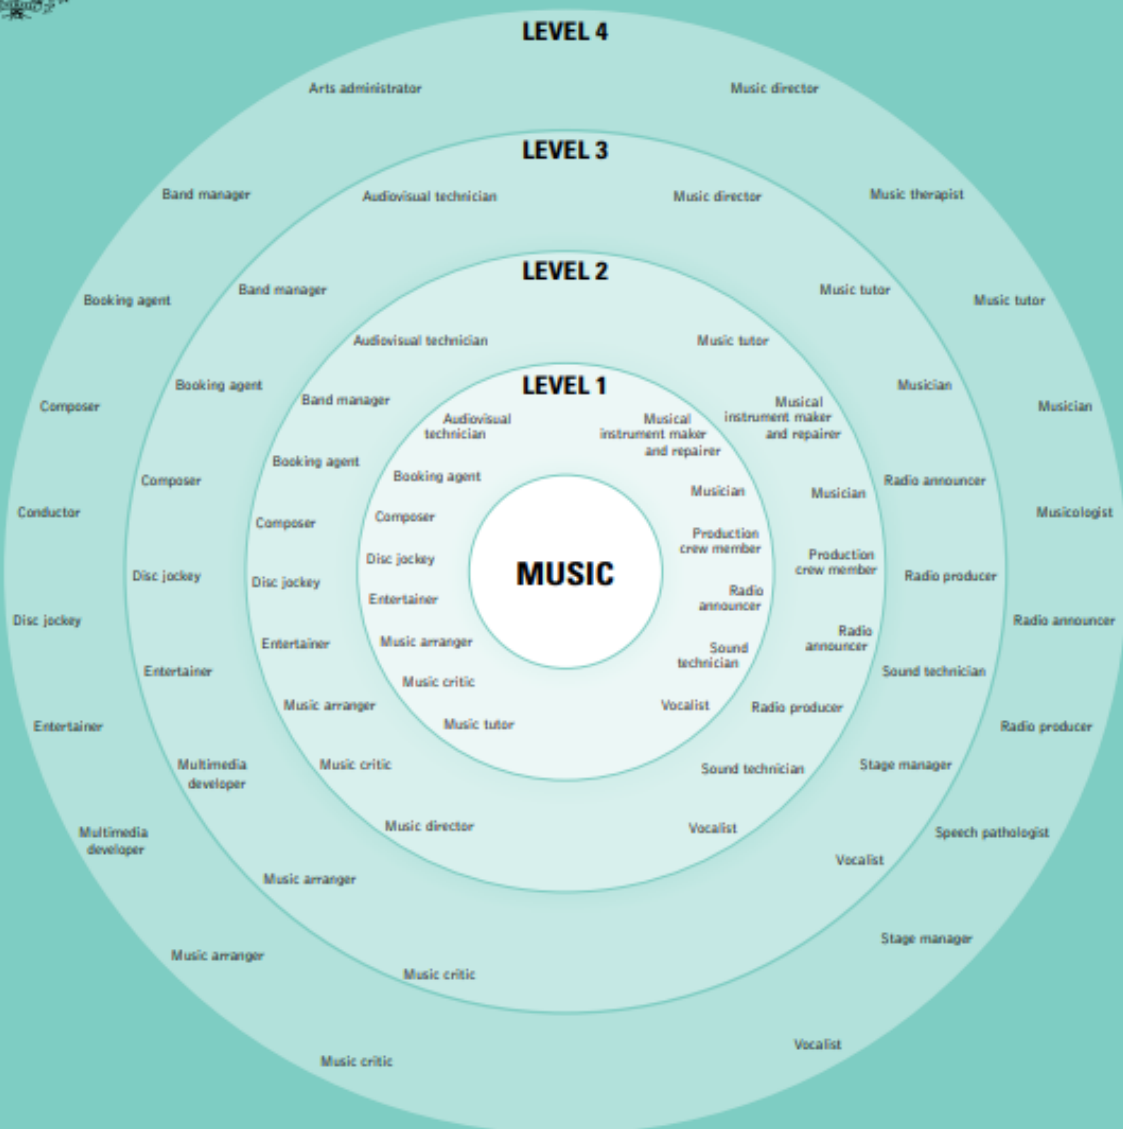 LEVEL 4
Arts administrator
Music director
Band manager
Music therapist
Booking agent
Music tutor
Composer
Musician
Conductor
Musicologist
Disc jockey
Radio announcer
Entertainer
Radio producer
Multimedia
developer
Speech pathologist
Music arranger
Stage manager
Music critic
Vocalist
LEVEL 3
Audiovisual technician
Music director
Band manager
Music tutor
Booking agent
Musician
Composer
Radio announcer
Disc jockey
Radio producer
Entertainer
Sound technician
Multimedia
developer
Stage manager
Music arranger
Vocalist
Music critic
LEVEL 2
Audiovisual technician
Music tutor
Band manager
Musical
instrument maker
and repairer
Booking agent
Musician
Composer
Production
crew member
Disc jockey
Radio
announcer
Entertainer
Radio producer
Music arranger
Sound technician
Music critic
Vocalist
Music director
LEVEL 1
Audiovisual
technician
Musical
instrument maker
and repairer
Booking agent
Musician
Composer
Production
crew member
Disc jockey
Radio
announcer
Entertainer
Sound
technician
Music arranger
Vocalist
Music critic
Music tutor
MUSIC